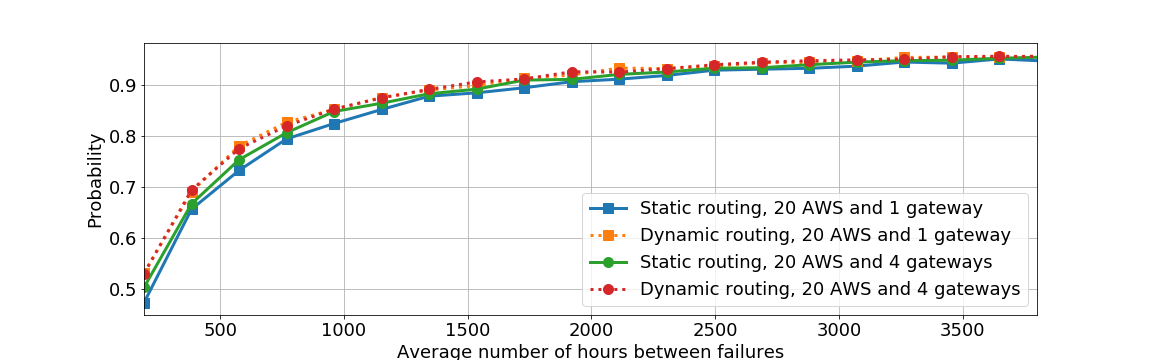 Probability
0.9
0.8
0.7
0.6
0.5
Static routing, 20 AWS and 1 gateway
Dynamic routing, 20 AWS and 1 gateway
Static routing, 20 AWS and 4 gateways
Dynamic routing, 20 AWS and 4 gateways
500 1000 1500 2000 2500 3000 3500
Average number of hours between failures